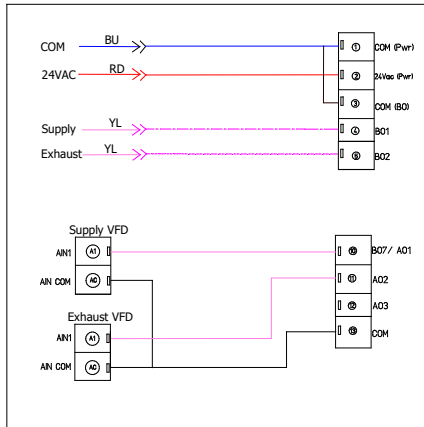 COM BU ① COM (Pwr)
24VAC RD ② 24Vac (Pwr)
③ COM (BO)
Supply YL ④ BO1
Exhaust YL ⑤ BO2
Supply VFD
AIN1 A1 ⑩ BO7/ AO1
AIN COM AC ⑪ AO2
Exhaust VFD ⑫ AO3
AIN1 A1 ⑬ COM
AIN COM AC